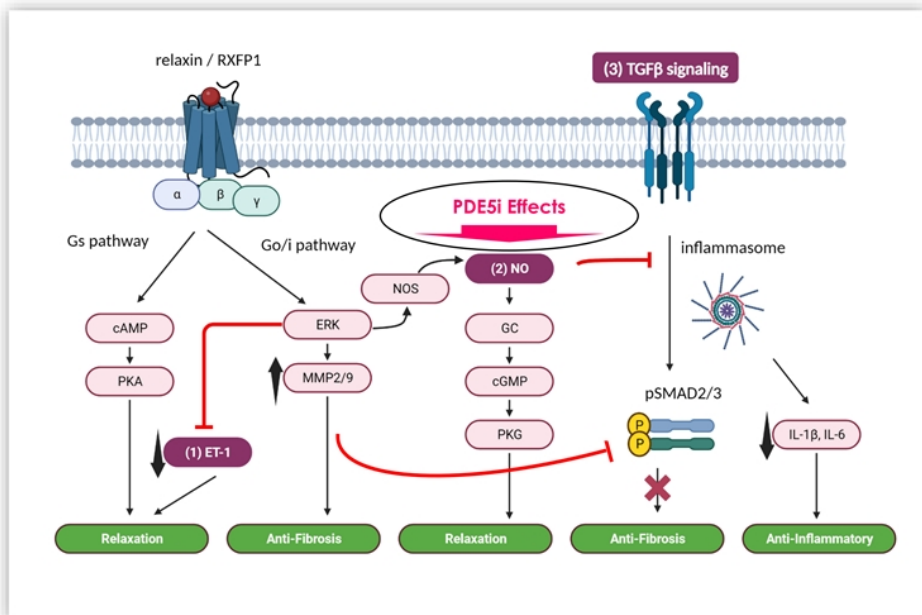 relaxin / RXFP1
(3) TGFβ signaling
α
β
γ
PDE5i Effects
Gs pathway
Go/i pathway
inflammasome
(2) NO
NOS
cAMP
ERK
GC
PKA
MMP2/9
cGMP
pSMAD2/3
P
P
PKG
IL-1β, IL-6
(1) ET-1
Relaxation
Anti-Fibrosis
Relaxation
Anti-Fibrosis
Anti-Inflammatory